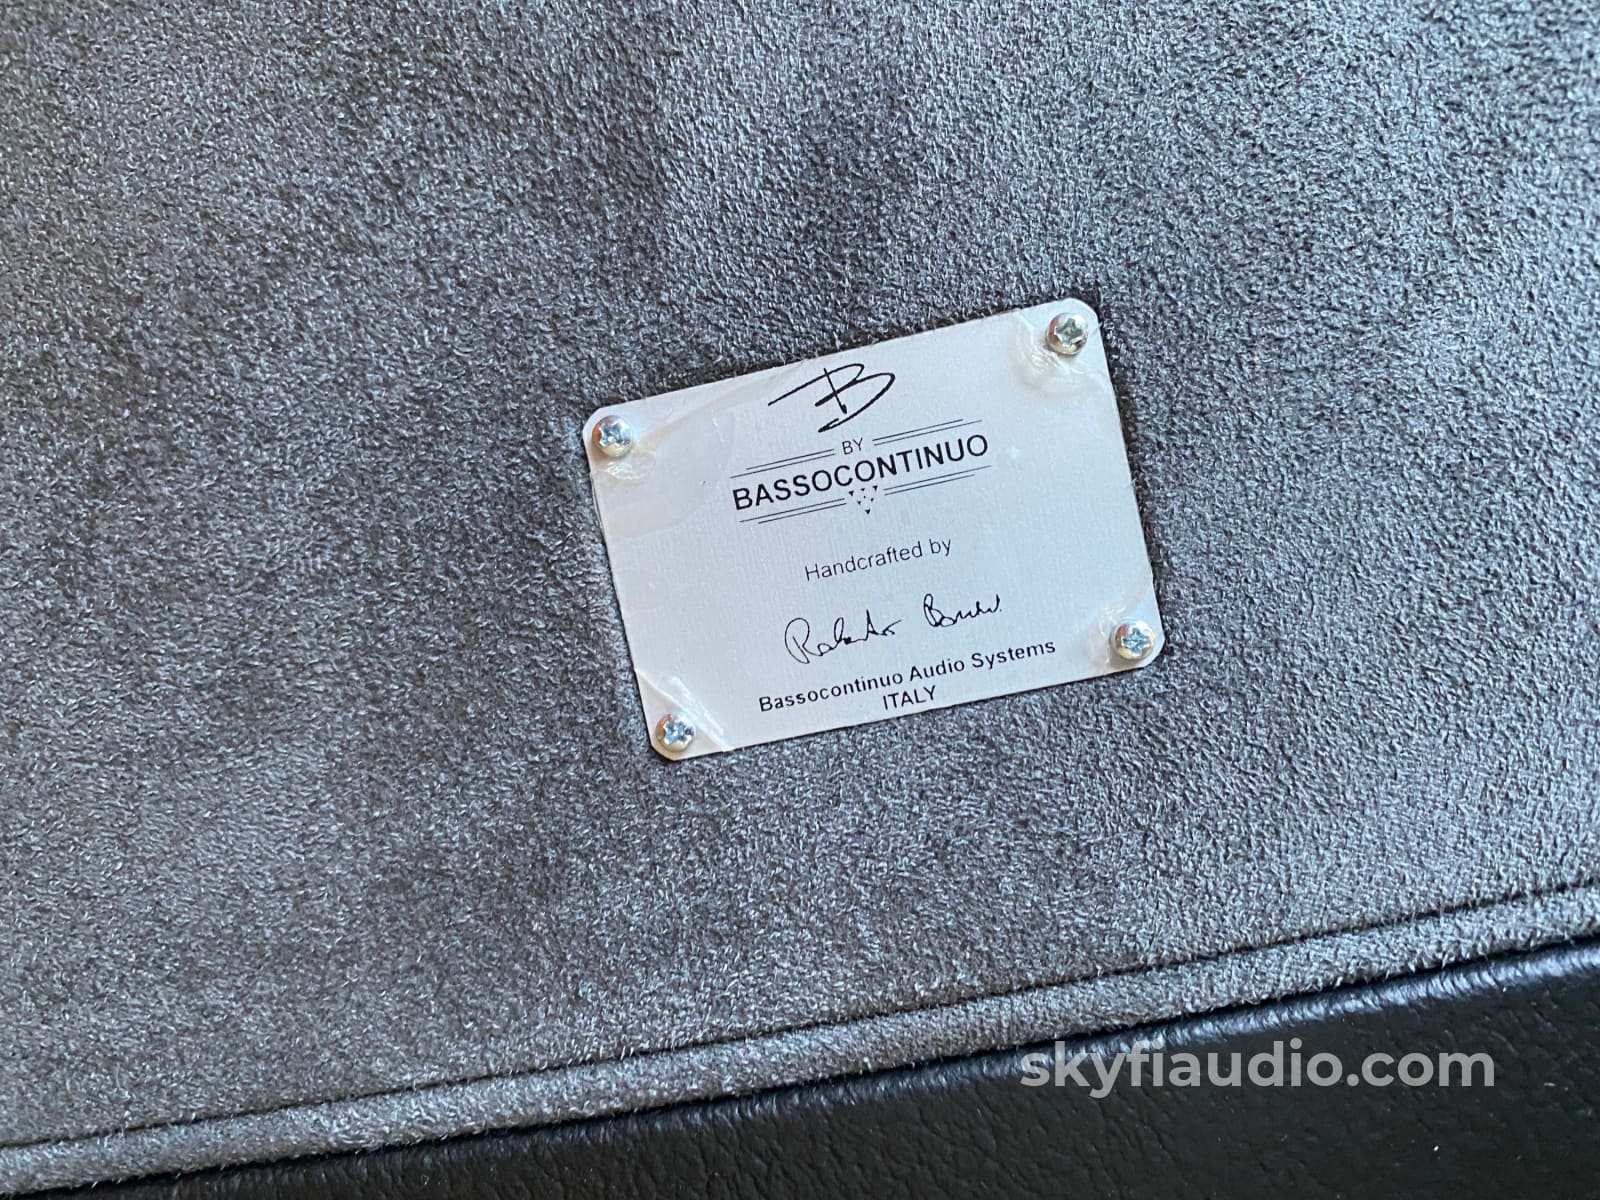 B
BY
BASSOCONTINUO
Handcrafted by
Bassocontinuo Audio Systems
ITALY
skyfiaudio.com